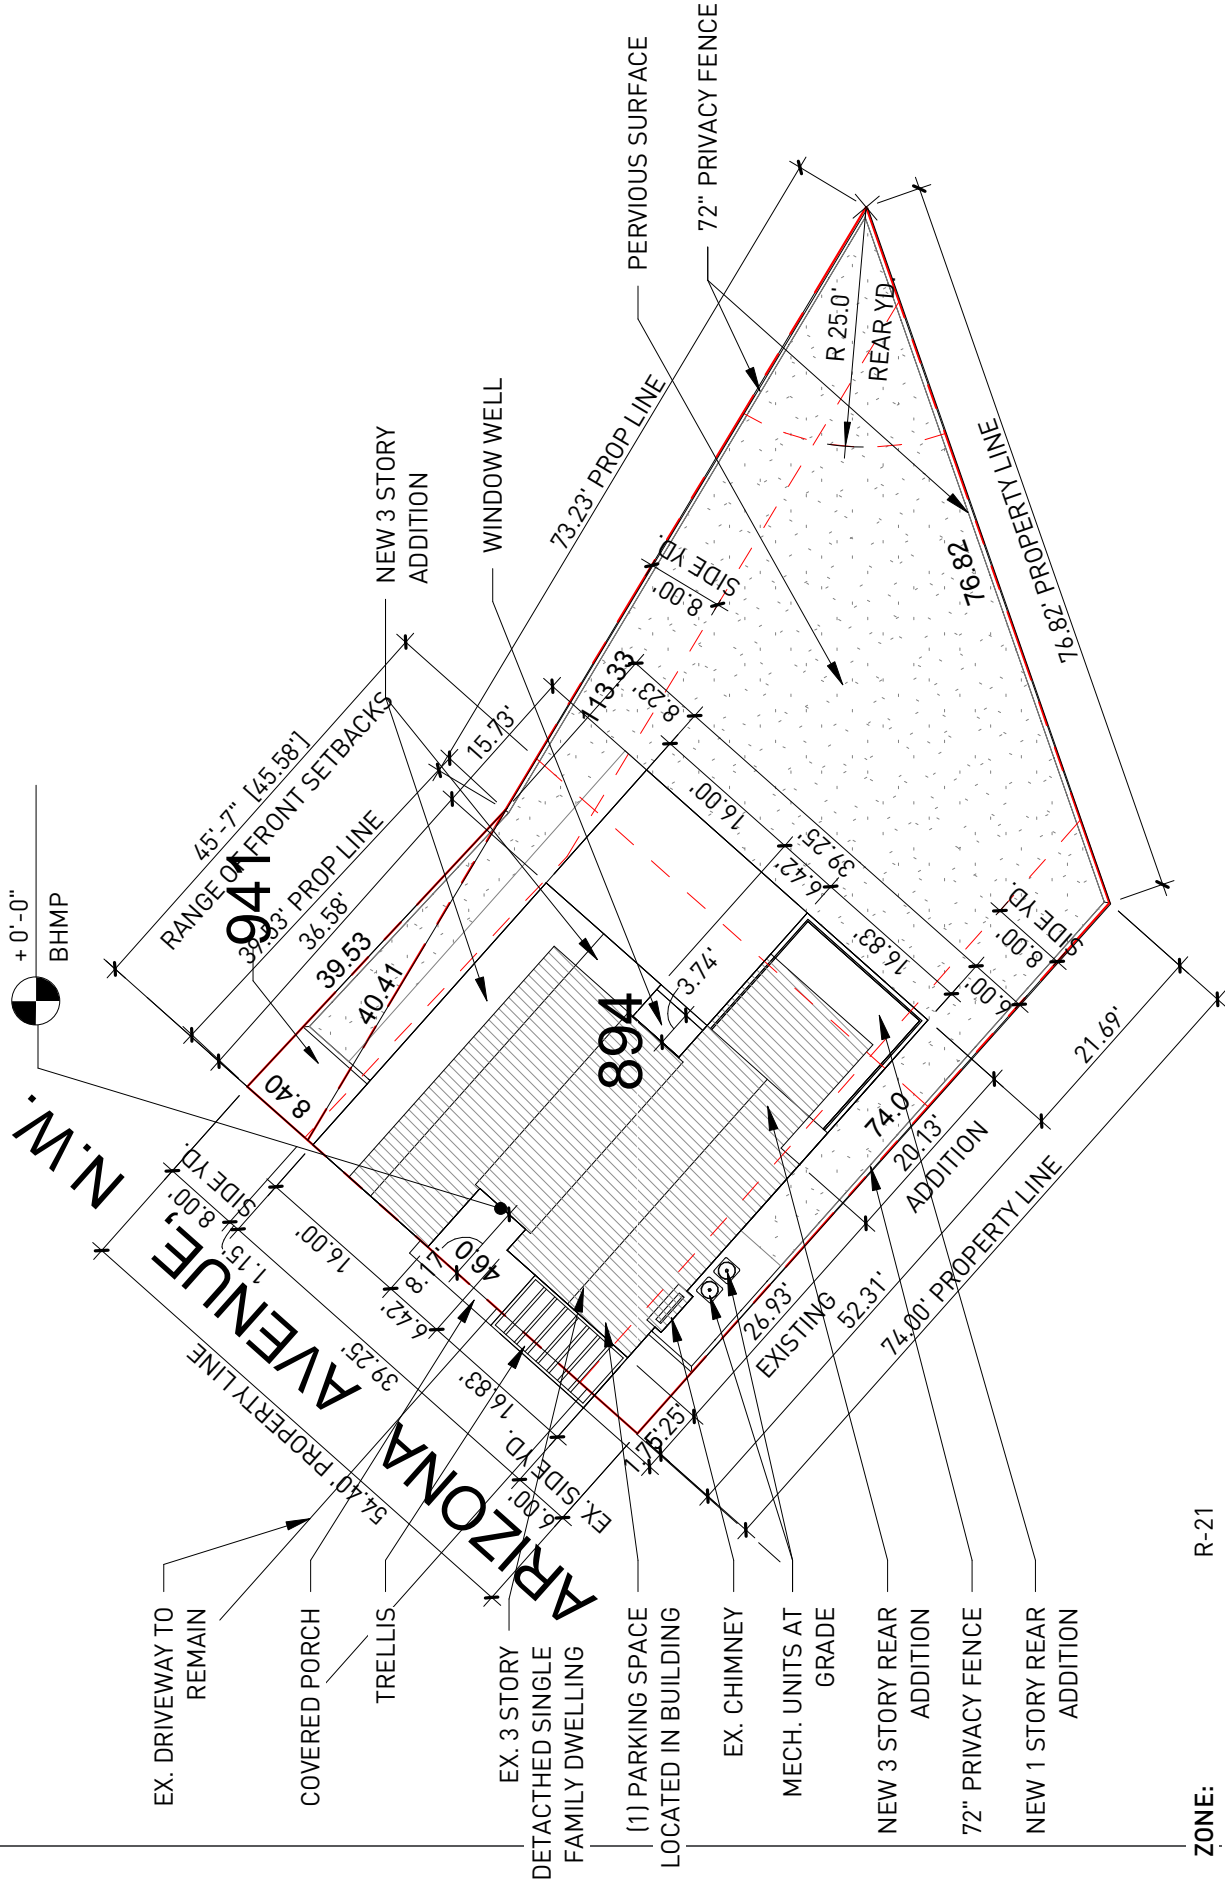 + 0'-0"
BHMP
N.W.
AVENUE,
ARIZONA
941
894
RANGE OF FRONT SETBACKS
45'-7" [45.58']
39.53' PROP LINE
36.58'
15.73'
39.53
40.41
8.40
113.33
46.0
74.0
76.82
NEW 3 STORY
ADDITION
WINDOW WELL
73.23' PROP LINE
PERVIOUS SURFACE
72" PRIVACY FENCE
R 25.0'
REAR YD.
76.82' PROPERTY LINE
8.00'
SIDE YD.
8.23'
16.00'
6.42'
39.25'
16.83'
6.00'
3.74'
8.00'
SIDE YD.
21.69'
20.13'
ADDITION
26.93'
EXISTING
52.31'
74.00' PROPERTY LINE
5.25'
8.00'
SIDE YD.
1.15'
16.00'
6.42'
8.17'
39.25'
16.83'
54.40' PROPERTY LINE
6.00'
EX. SIDE YD.
EX. DRIVEWAY TO
REMAIN
COVERED PORCH
TRELLIS
EX. 3 STORY
DETACTHED SINGLE
FAMILY DWELLING
(1) PARKING SPACE
LOCATED IN BUILDING
EX. CHIMNEY
MECH. UNITS AT
GRADE
NEW 3 STORY REAR
ADDITION
72" PRIVACY FENCE
NEW 1 STORY REAR
ADDITION
ZONE:
R-21